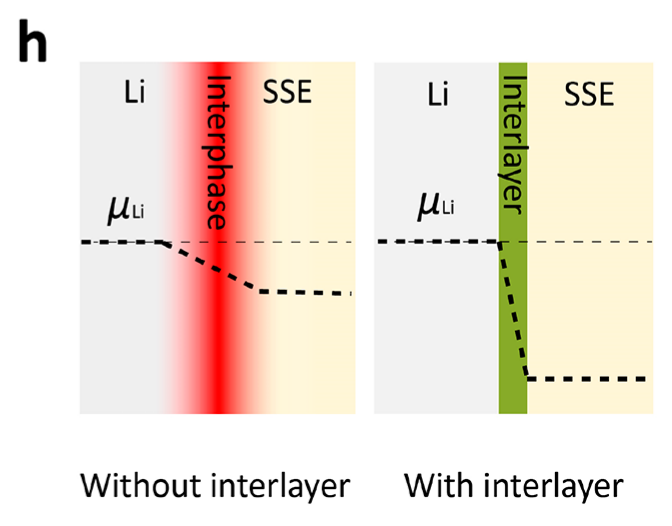 h
Li
Interphase
SSE
μLi
Li
Interlayer
SSE
μLi
Without interlayer
With interlayer